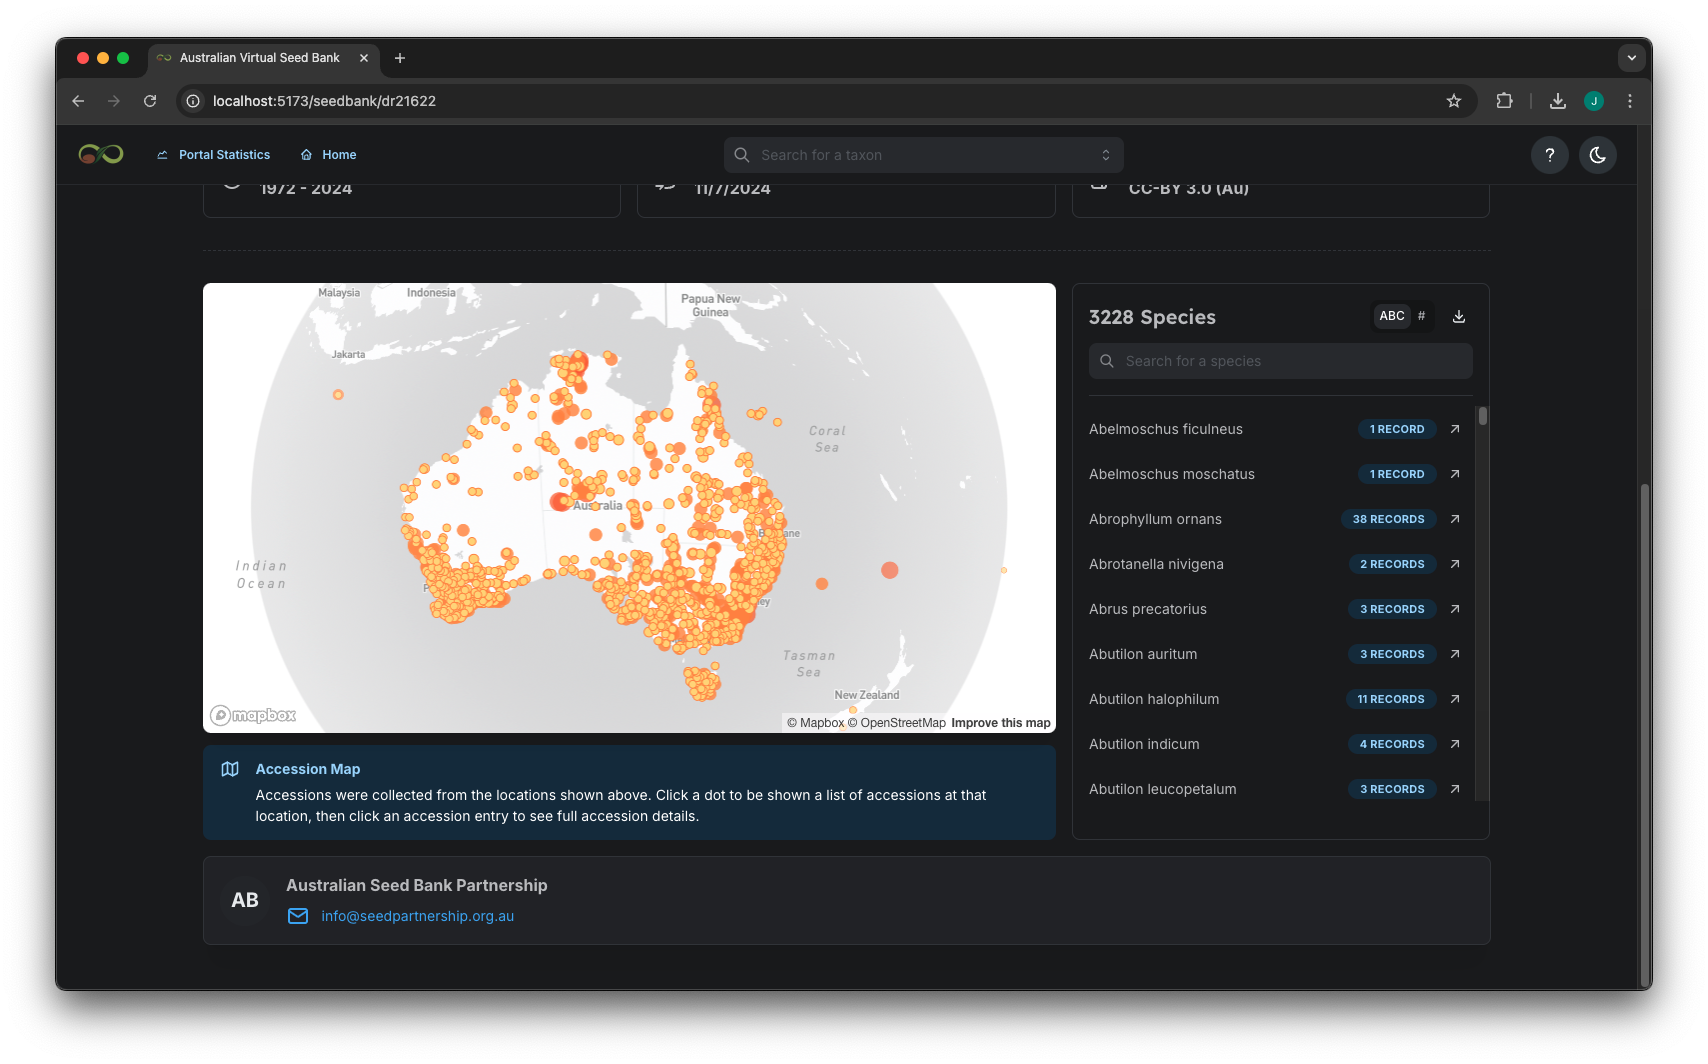 Australian Virtual Seed Bank
localhost:5173/seedbank/dr21622
J
Portal Statistics
Home
Search for a taxon
?
1972 - 2024
11/7/2024
CC-BY 3.0 (Au)
Malaysia
Indonesia
Papua New
Guinea
Jakarta
Coral
Sea
Australia
Indian
Ocean
Tasman
Sea
New Zealand
mapbox
© Mapbox © OpenStreetMap Improve this map
3228 Species
ABC #
Search for a species
Abelmoschus ficulneus 1 RECORD
Abelmoschus moschatus 1 RECORD
Abrophyllum ornans 38 RECORDS
Abrotanella nivigena 2 RECORDS
Abrus precatorius 3 RECORDS
Abutilon auritum 3 RECORDS
Abutilon halophilum 11 RECORDS
Abutilon indicum 4 RECORDS
Abutilon leucopetalum 3 RECORDS
Accession Map
Accessions were collected from the locations shown above. Click a dot to be shown a list of accessions at that
location, then click an accession entry to see full accession details.
AB
Australian Seed Bank Partnership
info@seedpartnership.org.au